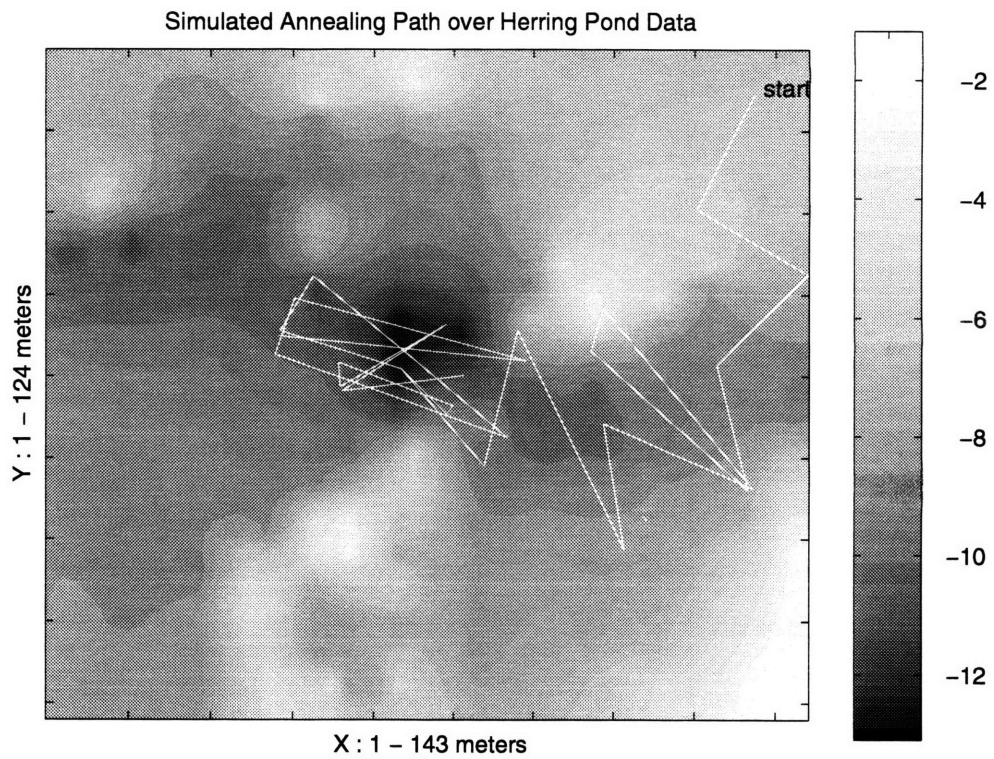 Simulated Annealing Path over Herring Pond Data
start
-2
-4
-6
-8
-10
-12
Y : 1 - 124 meters
X : 1 - 143 meters